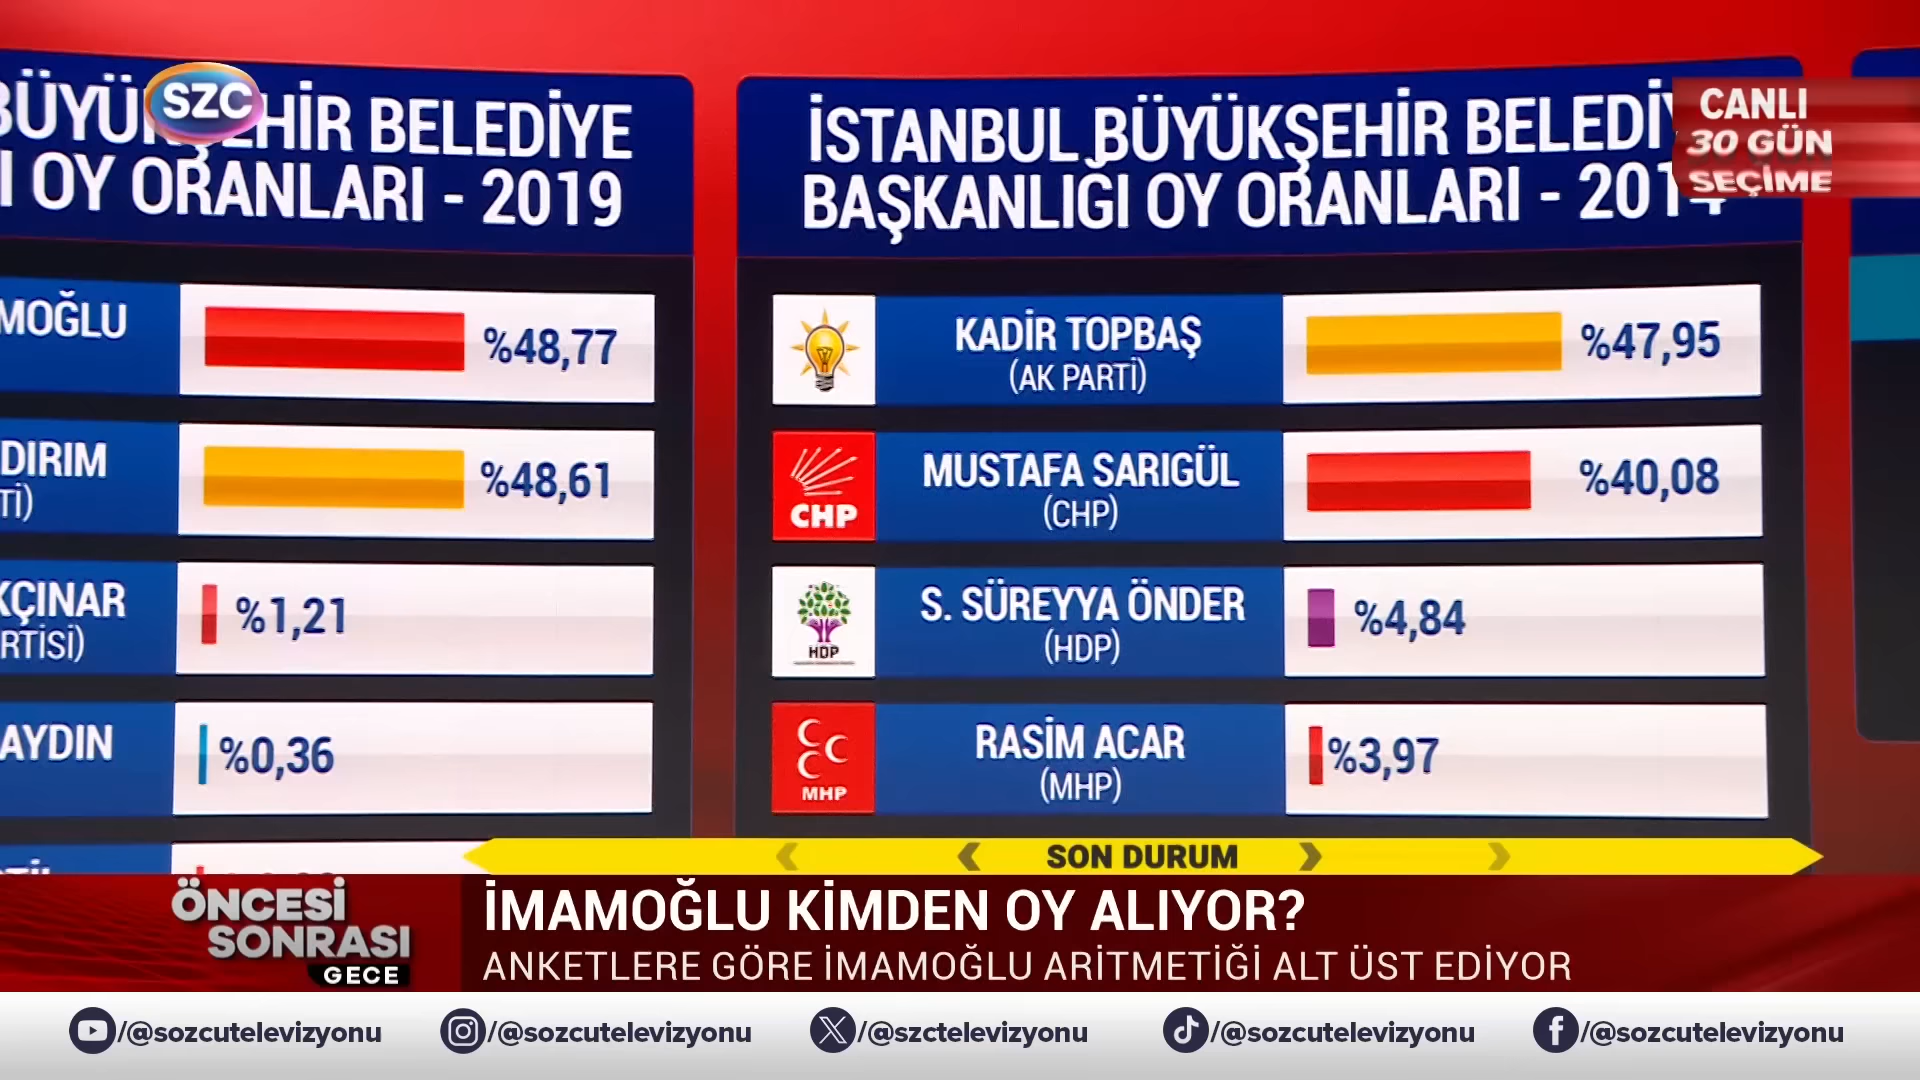 SZC
BÜYÜKŞEHİR BELEDİYE
I OY ORANLARI - 2019
MOĞLU
%48,77
DIRIM
Tİ)
%48,61
KÇINAR
RTİSİ)
%1,21
AYDIN
%0,36
İSTANBUL BÜYÜKŞEHİR BELEDİY
BAŞKANLIĞI OY ORANLARI - 2014
KADİR TOPBAŞ
(AK PARTİ)
%47,95
CHP
MUSTAFA SARIGÜL
(CHP)
%40,08
HDP
S. SÜREYYA ÖNDER
(HDP)
%4,84
MHP
RASİM ACAR
(MHP)
%3,97
CANLI
30 GÜN
SEÇİME
SON DURUM
ÖNCESİ
SONRASI
GECE
İMAMOĞLU KİMDEN OY ALIYOR?
ANKETLERE GÖRE İMAMOĞLU ARİTMETİĞİ ALT ÜST EDİYOR
/@sozcutelevizyonu
/@sozcutelevizyonu
/@szctelevizyonu
/@sozcutelevizyonu
/@sozcutelevizyonu